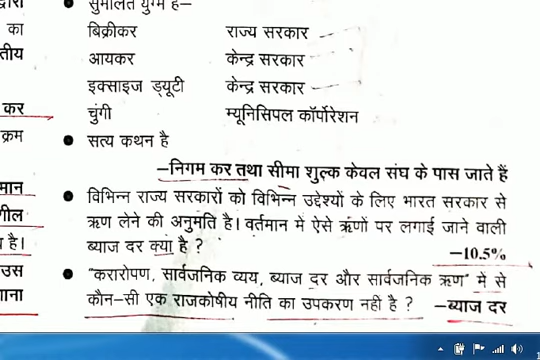 द्वारा
सुमेलित युग्म है—
का
बिक्रीकर राज्य सरकार
तीय
आयकर केन्द्र सरकार
इक्साइज ड्यूटी केन्द्र सरकार
कर
चुंगी म्यूनिसिपल कॉर्पोरेशन
क्रम
सत्य कथन है
–निगम कर तथा सीमा शुल्क केवल संघ के पास जाते हैं
मान
विभिन्न राज्य सरकारों को विभिन्न उद्देश्यों के लिए भारत सरकार से
गील
ऋण लेने की अनुमति है। वर्तमान में ऐसे ऋणों पर लगाई जाने वाली
है।
ब्याज दर क्या है ?
–10.5%
उस
"करारोपण, सार्वजनिक व्यय, ब्याज दर और सार्वजनिक ऋण" में से
गाना
कौन–सी एक राजकोषीय नीति का उपकरण नहीं है ? –ब्याज दर